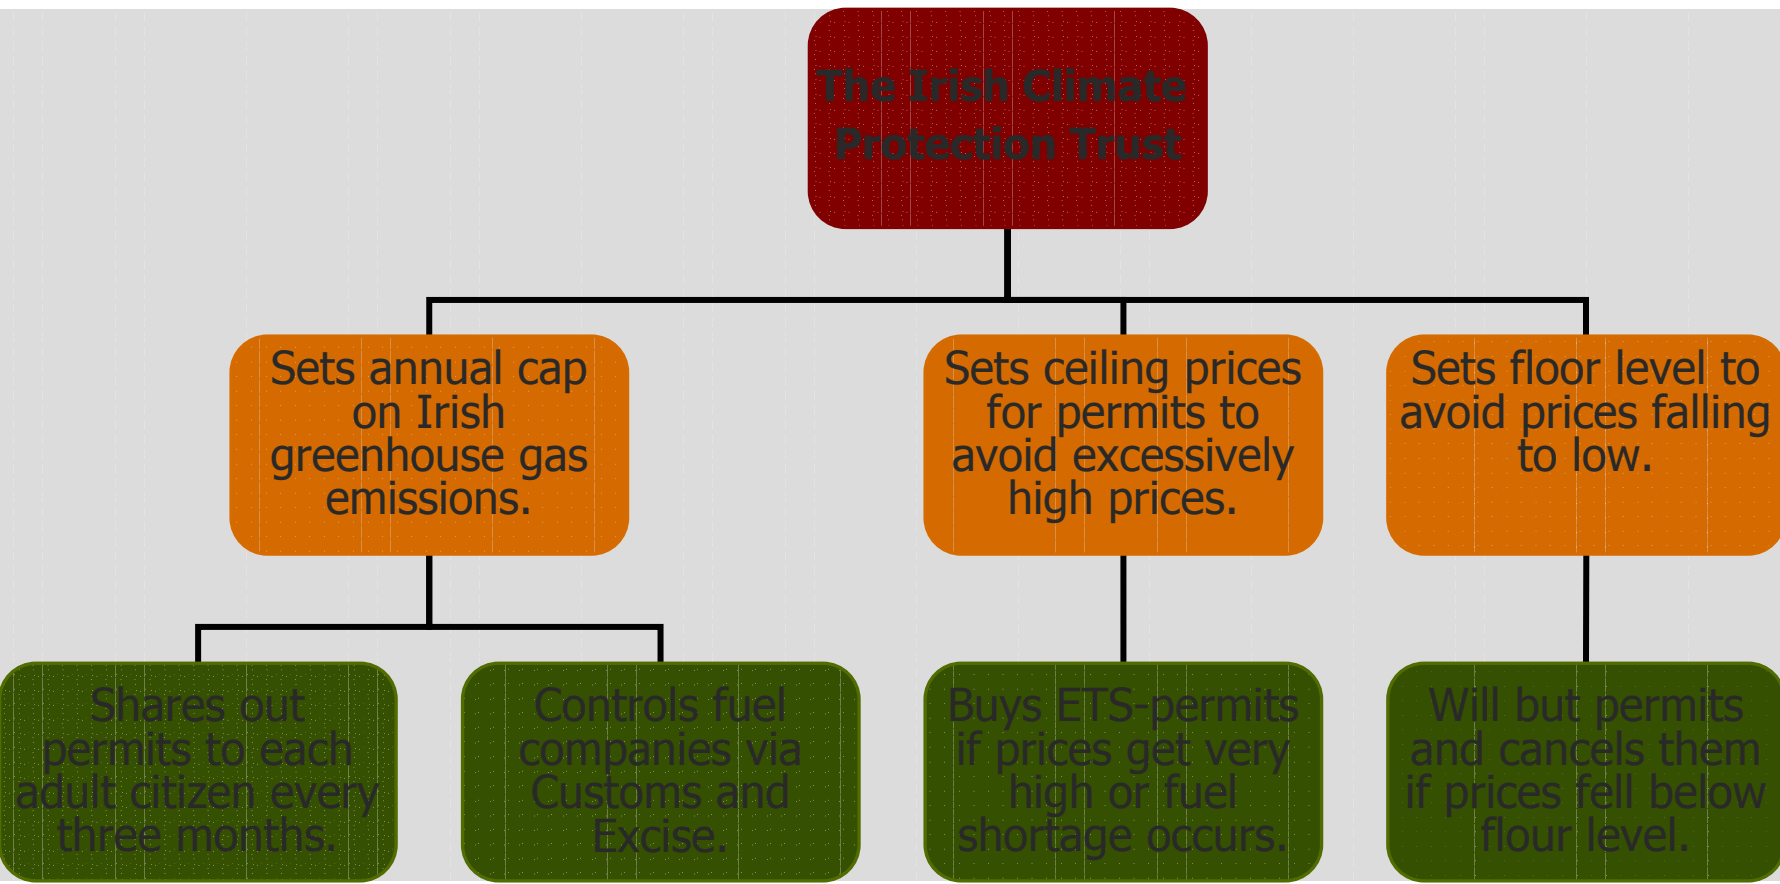 The Irish Climate
Protection Trust
Sets annual cap
on Irish
greenhouse gas
emissions.
Sets ceiling prices
for permits to
avoid excessively
high prices.
Sets floor level to
avoid prices falling
to low.
Shares out
permits to each
adult citizen every
three months.
Controls fuel
companies via
Customs and
Excise.
Buys ETS-permits
if prices get very
high or fuel
shortage occurs.
Will but permits
and cancels them
if prices fell below
flour level.